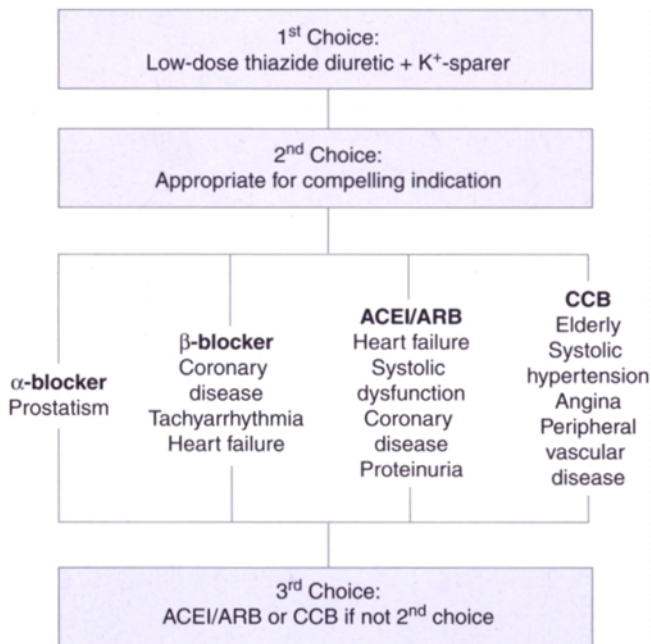 1st Choice:
Low-dose thiazide diuretic + K+-sparer
2nd Choice:
Appropriate for compelling indication
α-blocker
Prostatism
β-blocker
Coronary
disease
Tachyarrhythmia
Heart failure
ACEI/ARB
Heart failure
Systolic
dysfunction
Coronary
disease
Proteinuria
CCB
Elderly
Systolic
hypertension
Angina
Peripheral
vascular
disease
3rd Choice:
ACEI/ARB or CCB if not 2nd choice